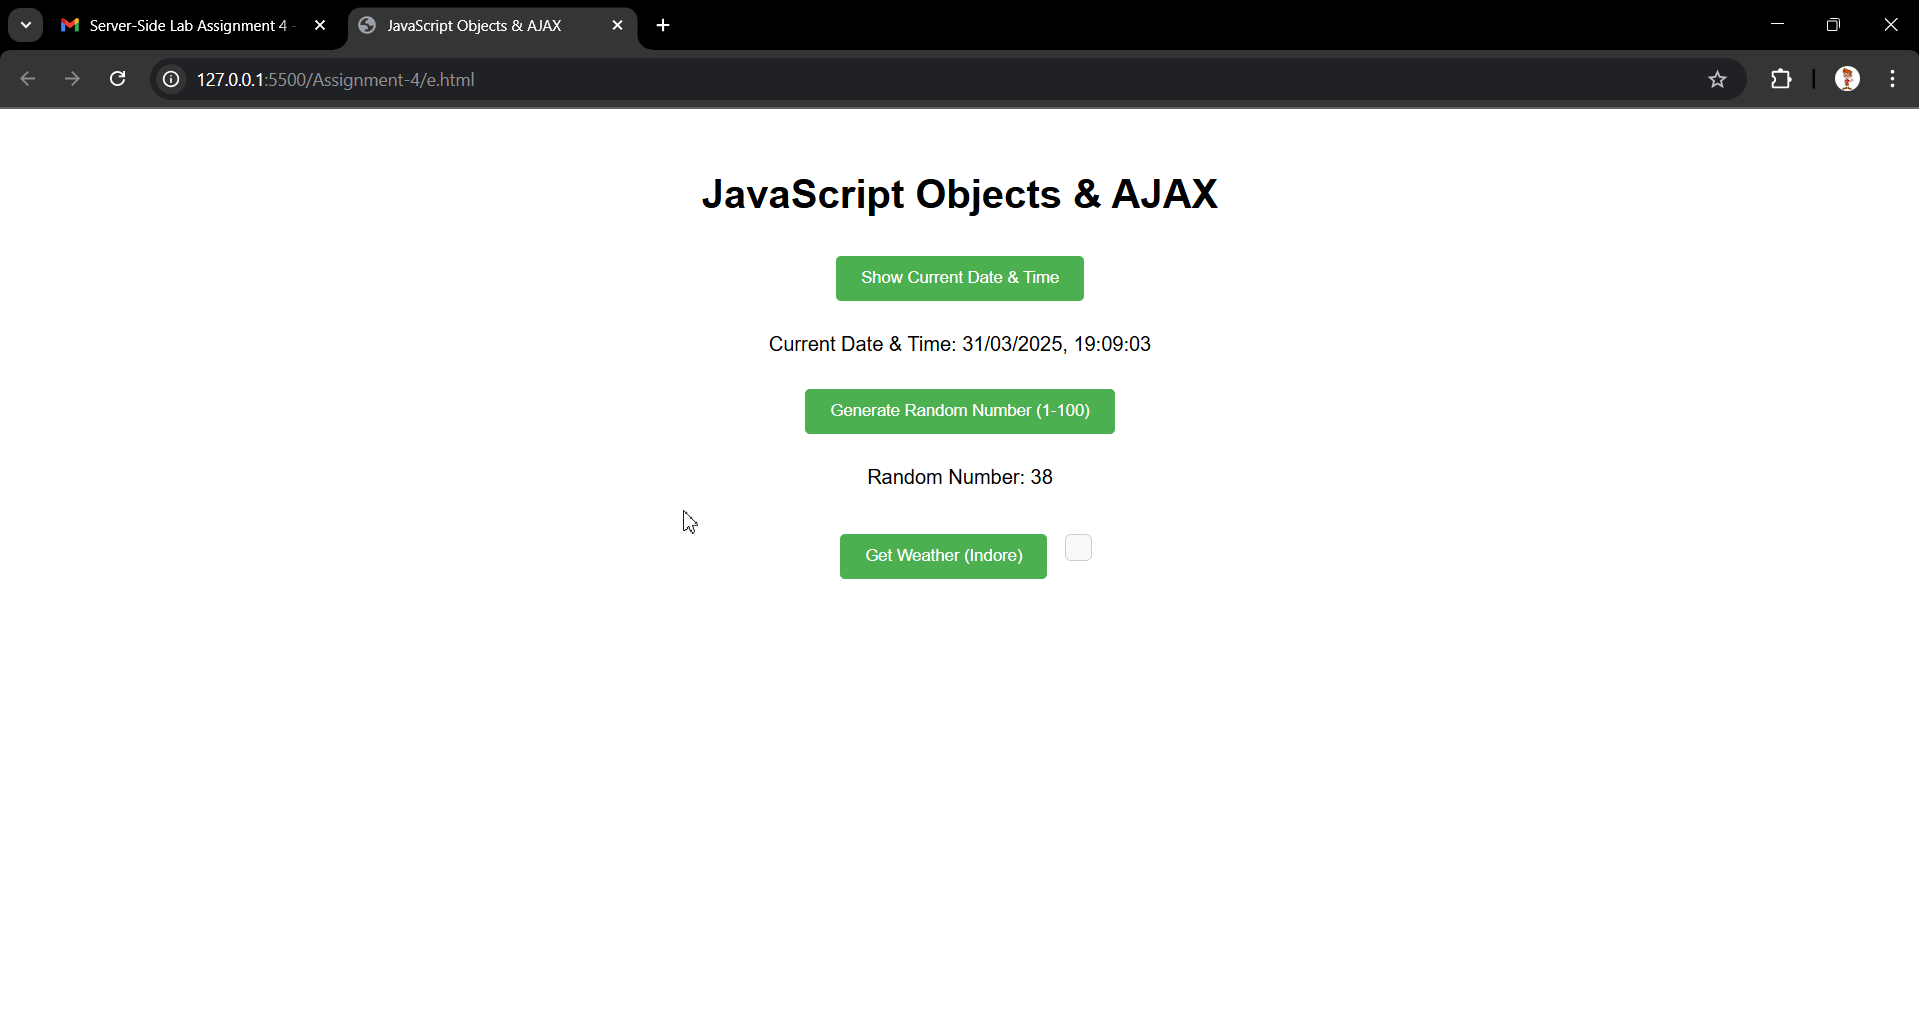 Server-Side Lab Assignment 4 -
JavaScript Objects & AJAX
127.0.0.1:5500/Assignment-4/e.html
JavaScript Objects & AJAX
Show Current Date & Time
Current Date & Time: 31/03/2025, 19:09:03
Generate Random Number (1-100)
Random Number: 38
Get Weather (Indore)